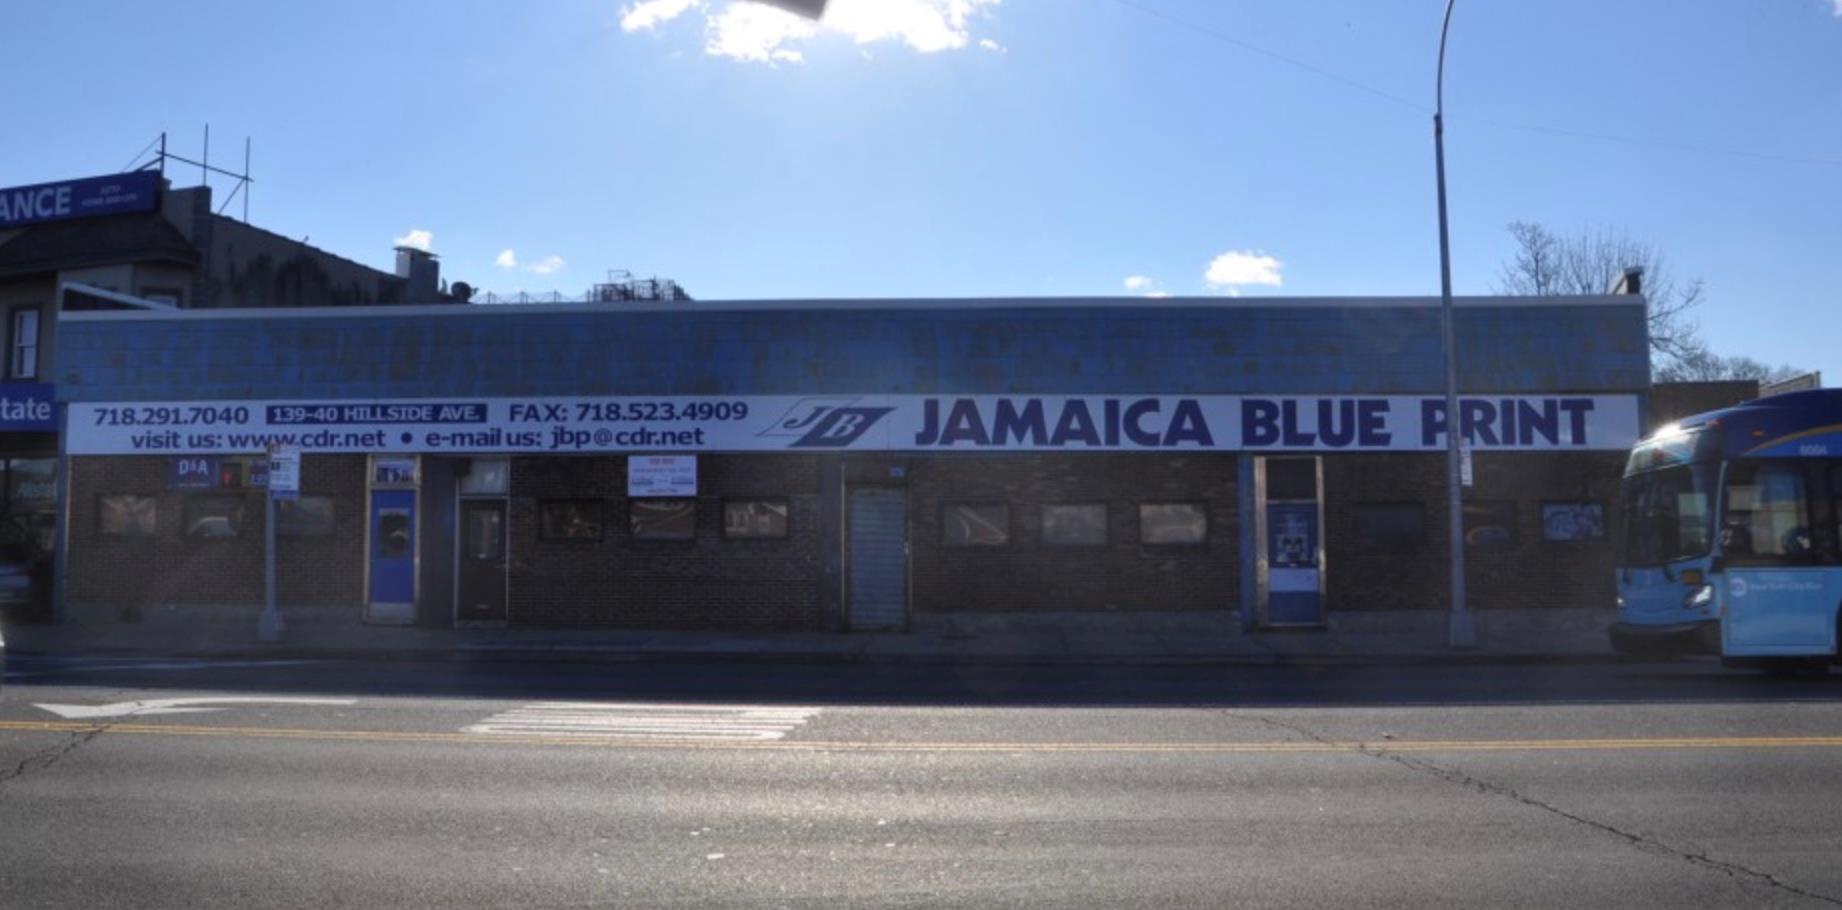 ANCE
tate
718.291.7040 139-40 HILLSIDE AVE. FAX: 718.523.4909
visit us: www.cdr.net • e-mail us: jbp@cdr.net
JB
JAMAICA BLUE PRINT
D&A